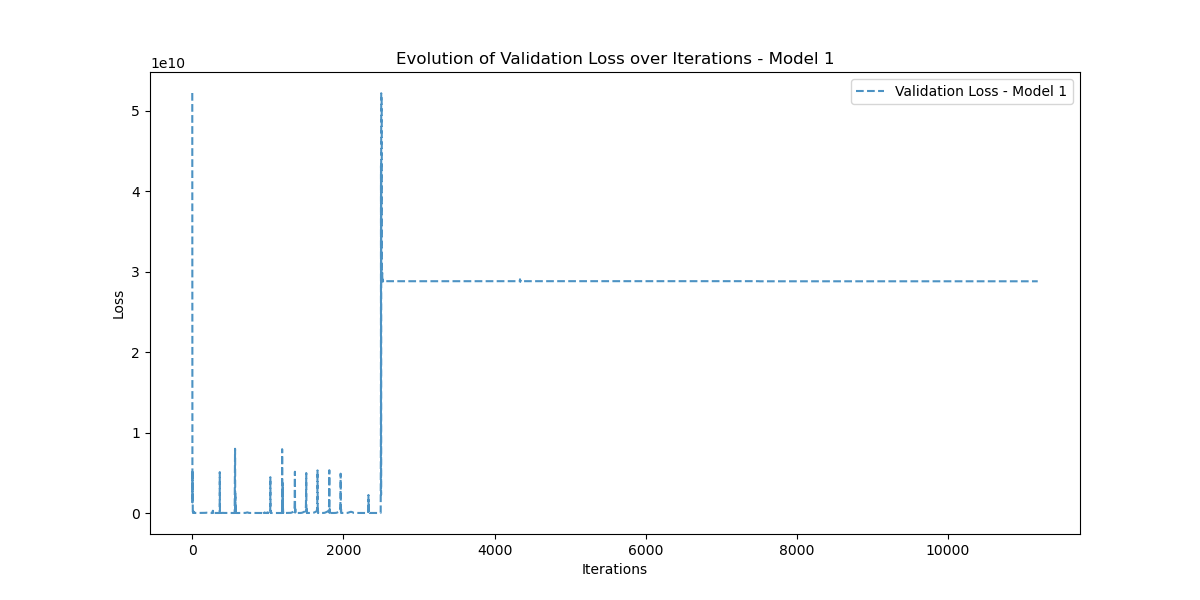 Evolution of Validation Loss over Iterations - Model 1
1e10
Validation Loss - Model 1
5
4
3
2
1
0
Loss
0 2000 4000 6000 8000 10000
Iterations